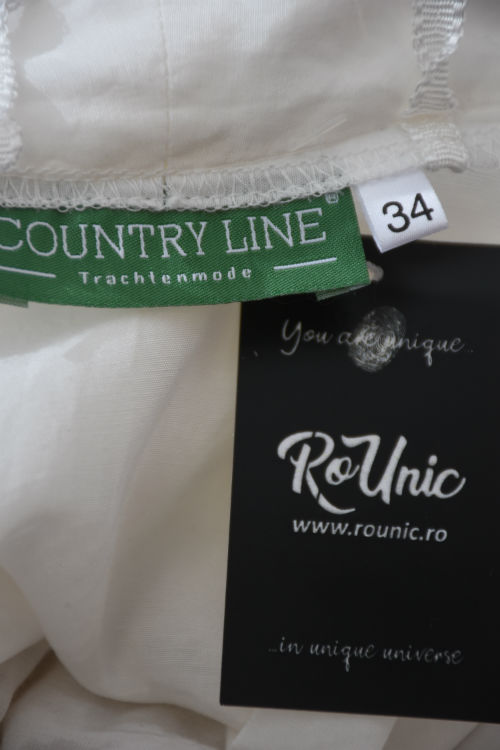 COUNTRY LINE®
Trachtenmode
34
You are unique..
RoUnic
www.rounic.ro
...in unique universe